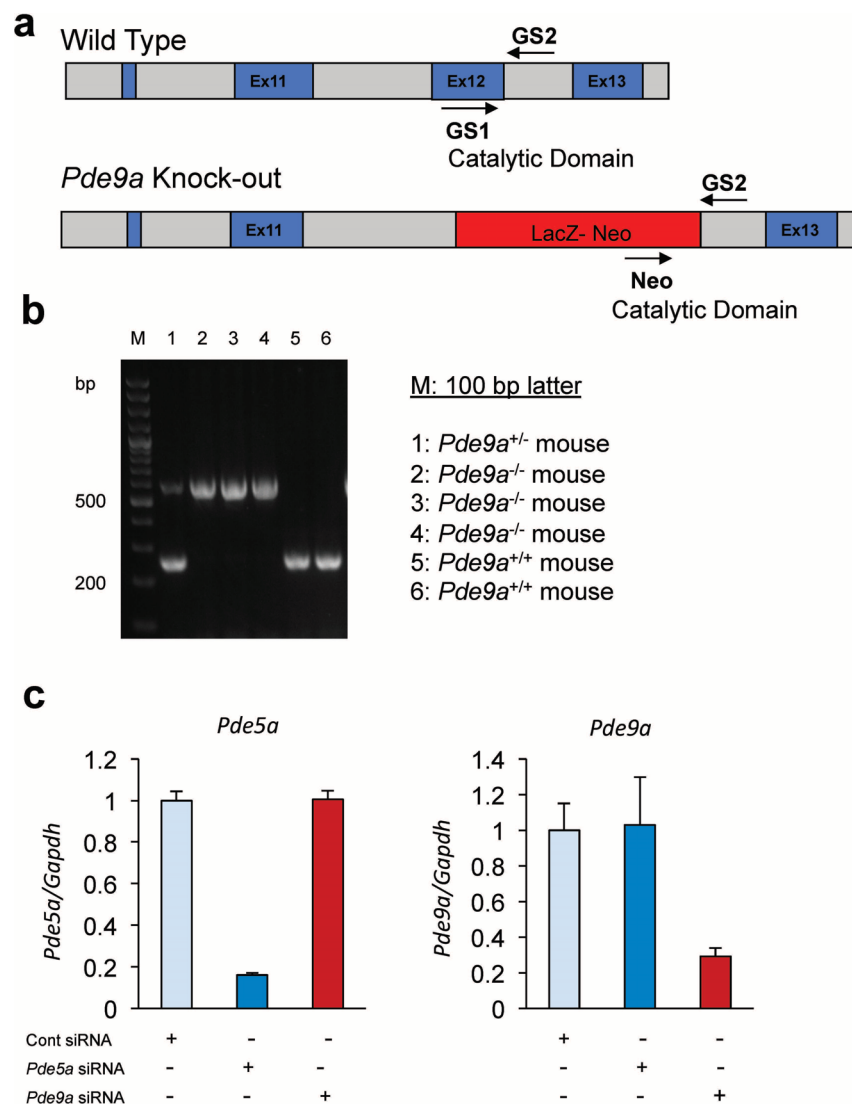 a
Wild Type
GS2
Ex11
Ex12
Ex13
GS1
Catalytic Domain
Pde9a Knock-out
GS2
Ex11
LacZ- Neo
Ex13
Neo
Catalytic Domain
b
M 1 2 3 4 5 6
bp
500
200
M: 100 bp latter
1: Pde9a+/- mouse
2: Pde9a-/- mouse
3: Pde9a-/- mouse
4: Pde9a-/- mouse
5: Pde9a+/+ mouse
6: Pde9a+/+ mouse
c
Pde5a
Pde5a/Gapdh
1.2
1
0.8
0.6
0.4
0.2
0
Pde9a
Pde9a/Gapdh
1.4
1.2
1
0.8
0.6
0.4
0.2
0
Cont siRNA + - - + - -
Pde5a siRNA - + - - + -
Pde9a siRNA - - + - - +